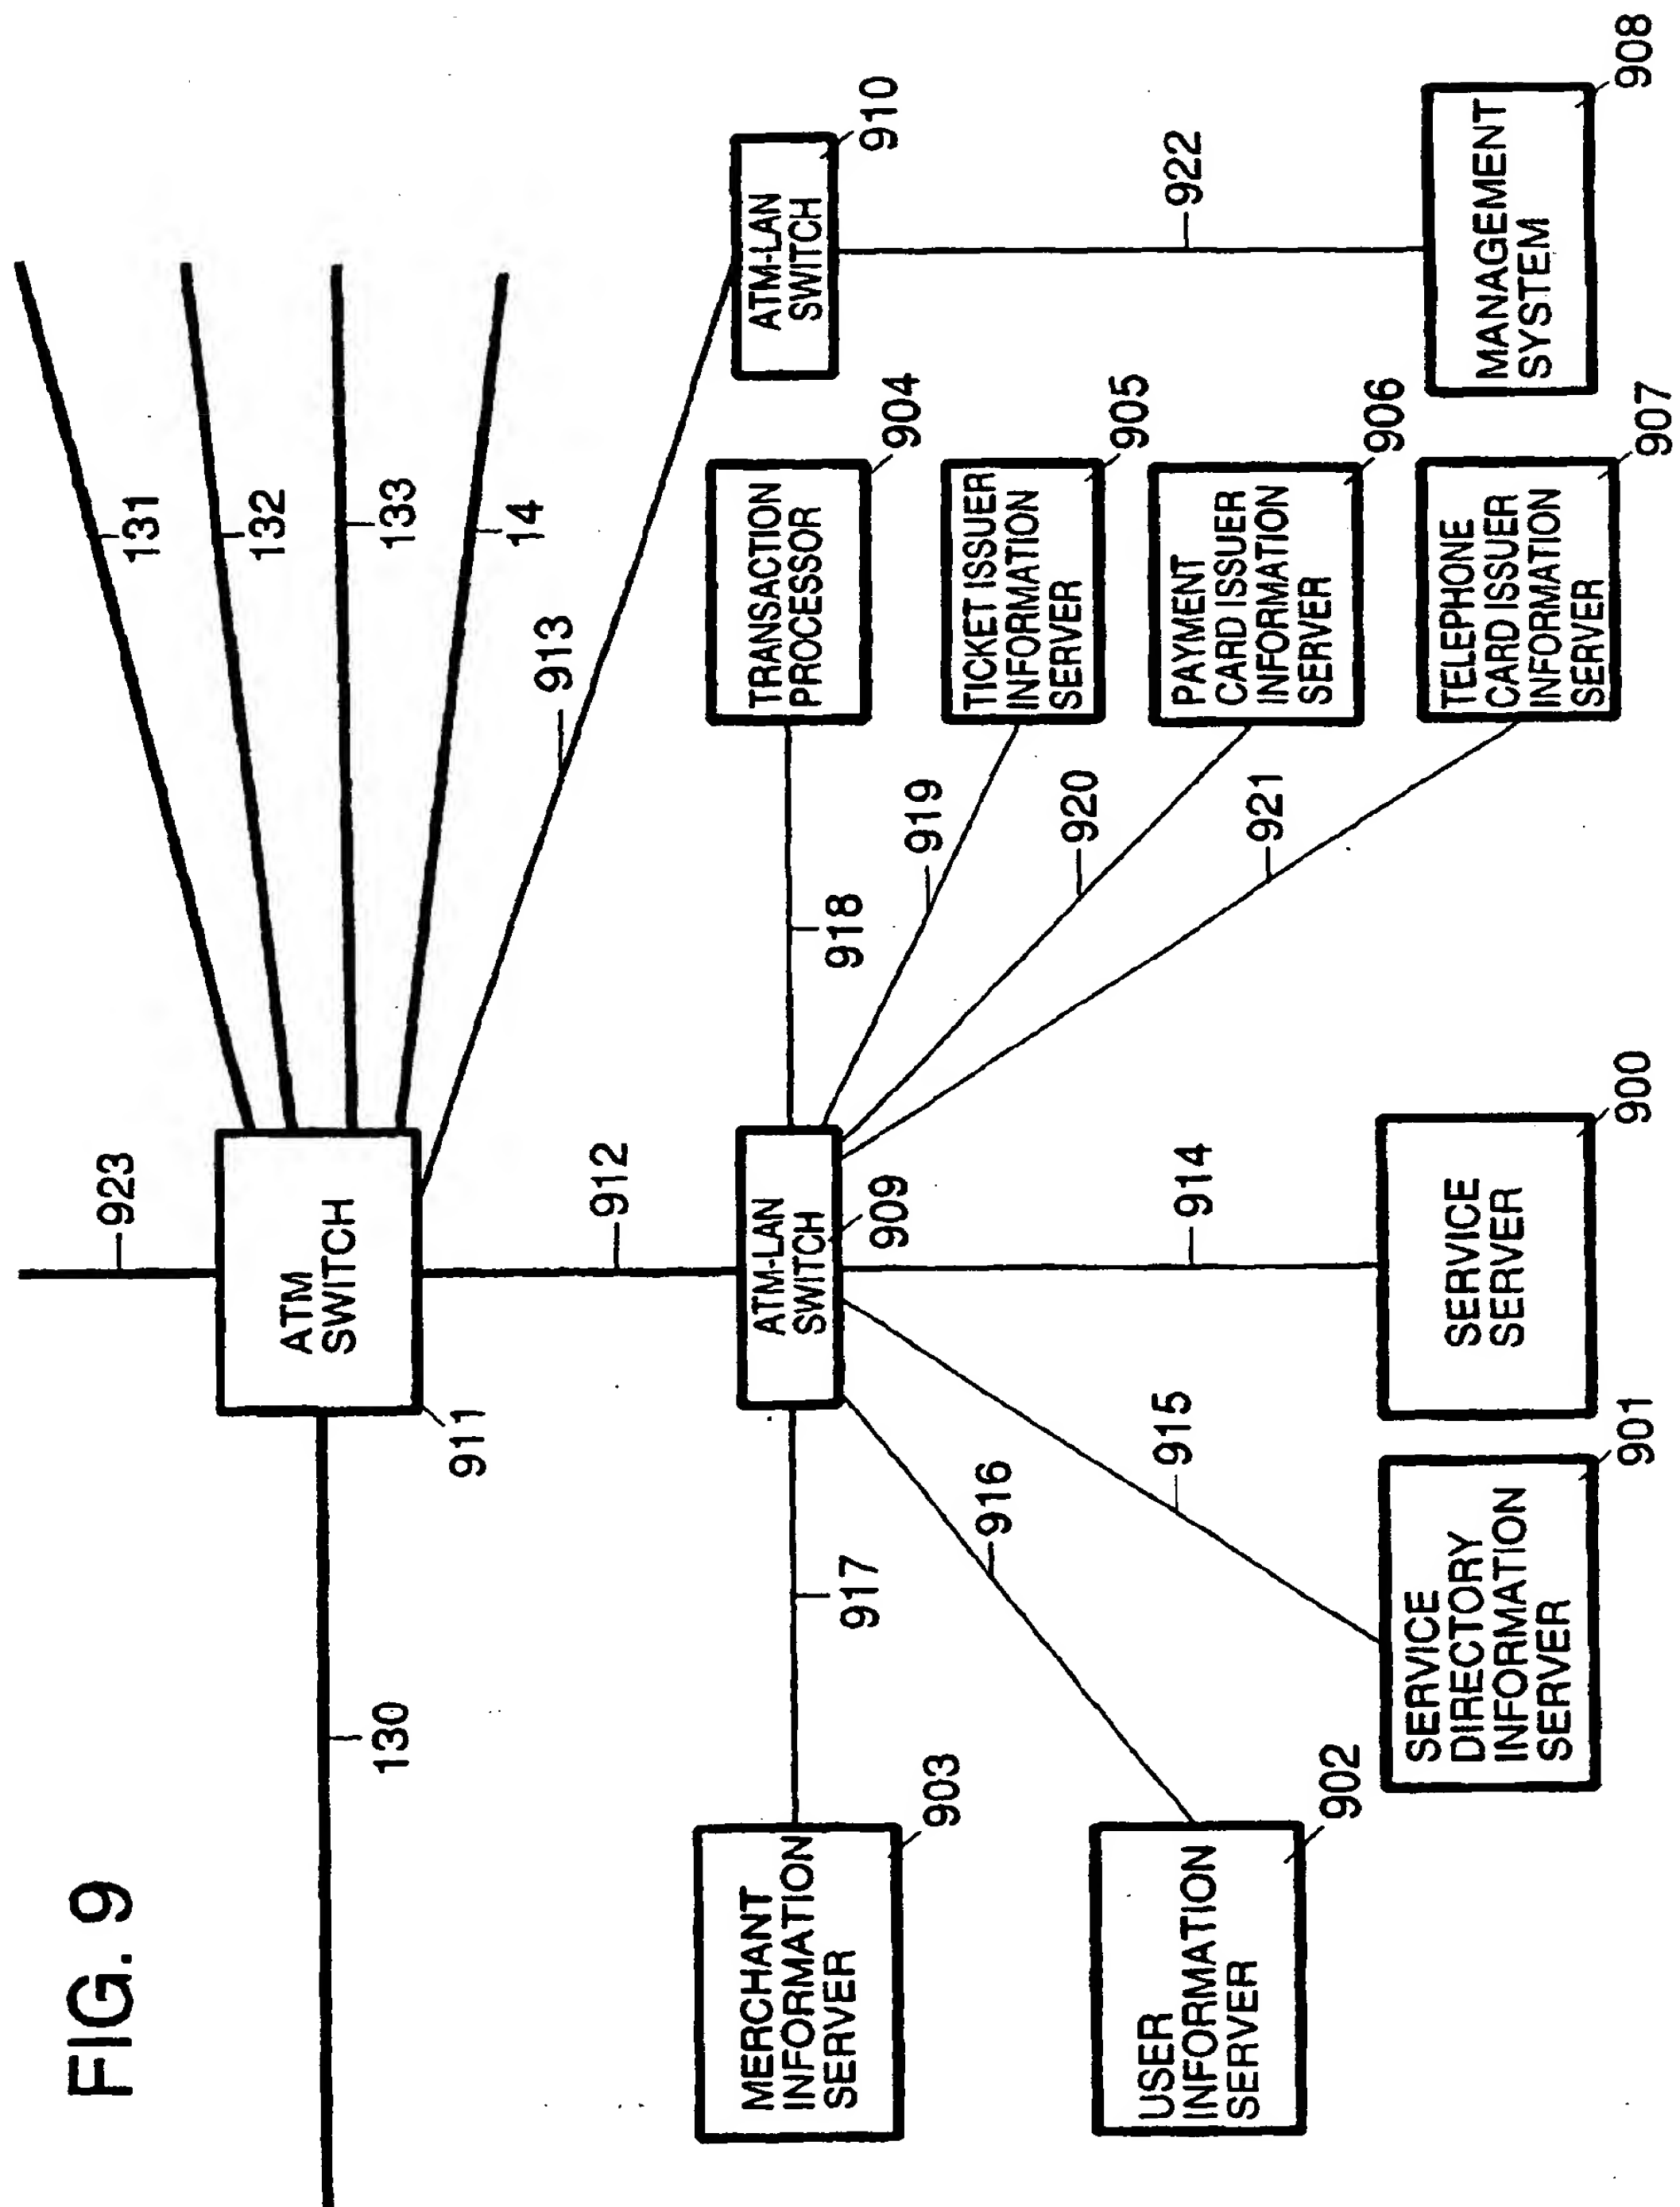 FIG. 9
923
131
132
133
14
130
ATM
SWITCH
911
913
912
917
MERCHANT
INFORMATION
SERVER
903
ATM-LAN
SWITCH
909
918
TRANSACTION
PROCESSOR
904
ATM-LAN
SWITCH
910
916
915
914
919
920
921
922
USER
INFORMATION
SERVER
902
SERVICE
DIRECTORY
INFORMATION
SERVER
901
SERVICE
SERVER
900
TICKET ISSUER
INFORMATION
SERVER
905
PAYMENT
CARD ISSUER
INFORMATION
SERVER
906
TELEPHONE
CARD ISSUER
INFORMATION
SERVER
907
MANAGEMENT
SYSTEM
908